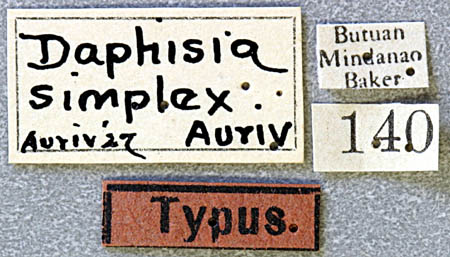 Daphisia
simplex.
Auriv '27 Auriv
Butuan
Mindanao
Baker
140
Typus.